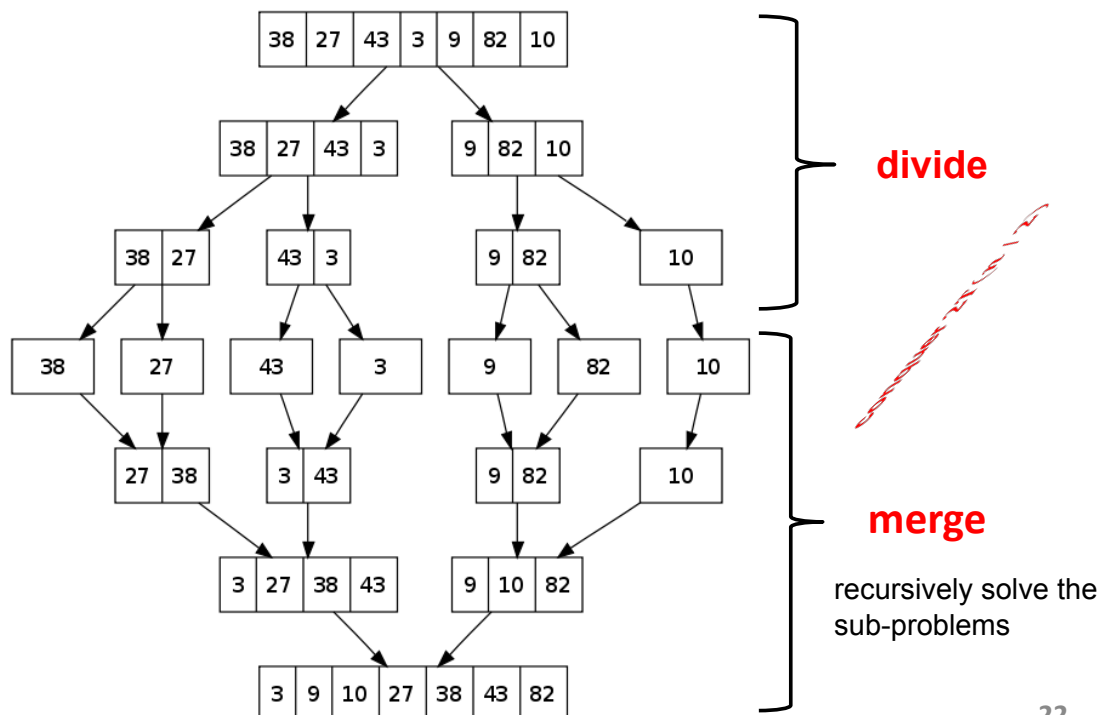 38 27 43 3 9 82 10
38 27 43 3 9 82 10
divide
38 27 43 3 9 82 10
38 27 43 3 9 82 10
27 38 3 43 9 82 10
merge
3 27 38 43 9 10 82
recursively solve the
sub-problems
3 9 10 27 38 43 82